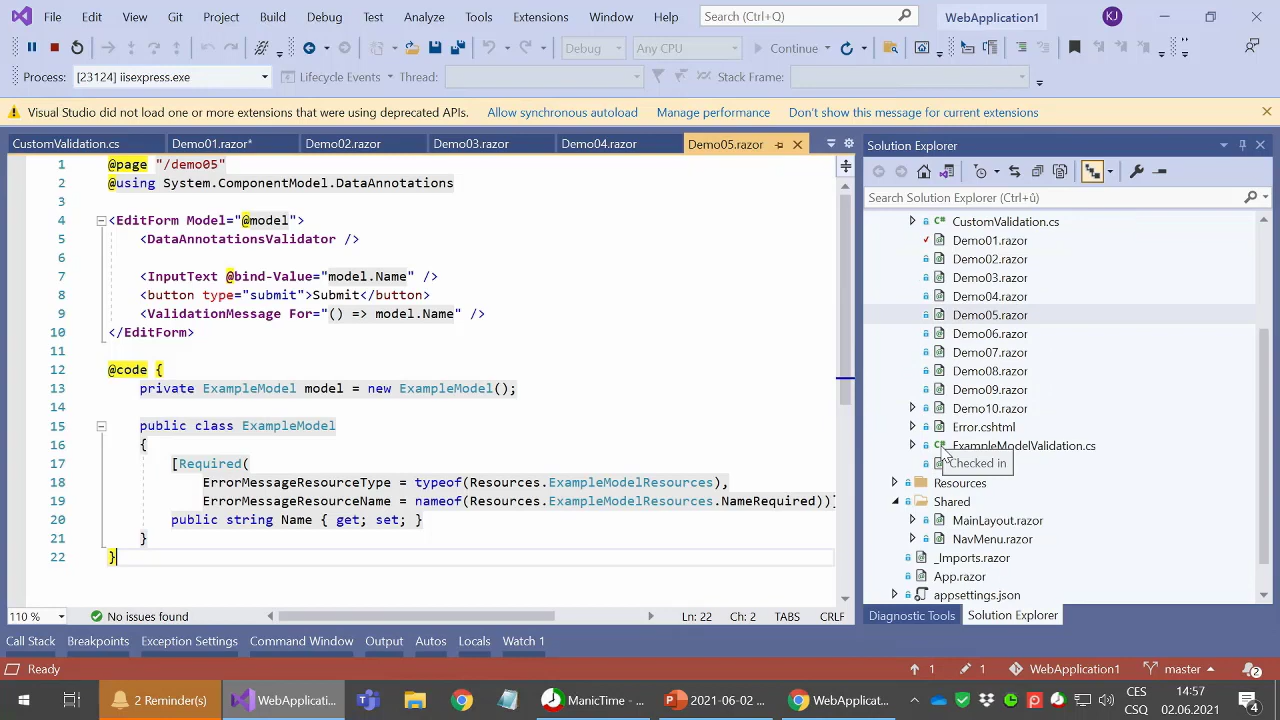 File Edit View Git Project Build Debug Test Analyze Tools Extensions Window Help Search (Ctrl+Q) WebApplication1 KJ
Debug Any CPU Continue
Process: [23124] iisexpress.exe Lifecycle Events Thread: Stack Frame:
Visual Studio did not load one or more extensions that were using deprecated APIs. Allow synchronous autoload Manage performance Don't show this message for current extensions
CustomValidation.cs Demo01.razor* Demo02.razor Demo03.razor Demo04.razor Demo05.razor
1 @page "/demo05"
2 @using System.ComponentModel.DataAnnotations
3
4 <EditForm Model="@model">
5 <DataAnnotationsValidator />
6
7 <InputText @bind-Value="model.Name" />
8 <button type="submit">Submit</button>
9 <ValidationMessage For="() => model.Name" />
10 </EditForm>
11
12 @code {
13 private ExampleModel model = new ExampleModel();
14
15 public class ExampleModel
16 {
17 [Required(
18 ErrorMessageResourceType = typeof(Resources.ExampleModelResources),
19 ErrorMessageResourceName = nameof(Resources.ExampleModelResources.NameRequired))]
20 public string Name { get; set; }
21 }
22 }
110 % No issues found Ln: 22 Ch: 2 TABS CRLF
Solution Explorer
Search Solution Explorer (Ctrl+ů)
C# CustomValidation.cs
Demo01.razor
Demo02.razor
Demo03.razor
Demo04.razor
Demo05.razor
Demo06.razor
Demo07.razor
Demo08.razor
Demo09.razor
Demo10.razor
Error.cshtml
C# ExampleModelValidation.cs
Checked in
Resources
Shared
MainLayout.razor
NavMenu.razor
_Imports.razor
App.razor
appsettings.json
Diagnostic Tools Solution Explorer
Call Stack Breakpoints Exception Settings Command Window Output Autos Locals Watch 1
Ready 1 1 WebApplication1 master 2
2 Reminder(s) WebApplicat... ManicTime - ... 2021-06-02 ... WebApplicat... CES CSQ 14:57 02.06.2021 4